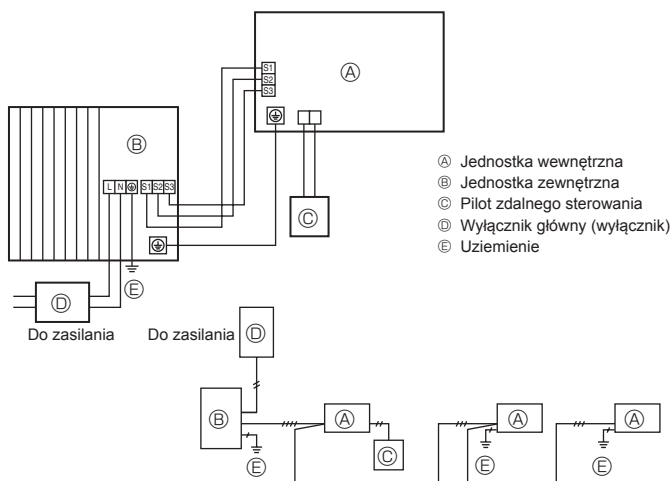 S1
S2
S3
Ⓐ
Ⓑ
L N S1 S2 S3
Ⓒ
Ⓔ
Ⓓ
Do zasilania
Ⓐ Jednostka wewnętrzna
Ⓑ Jednostka zewnętrzna
Ⓒ Pilot zdalnego sterowania
Ⓓ Wyłącznik główny (wyłącznik)
Ⓔ Uziemienie
Do zasilania Ⓓ
Ⓑ Ⓐ Ⓐ Ⓐ
Ⓔ Ⓒ Ⓔ Ⓔ